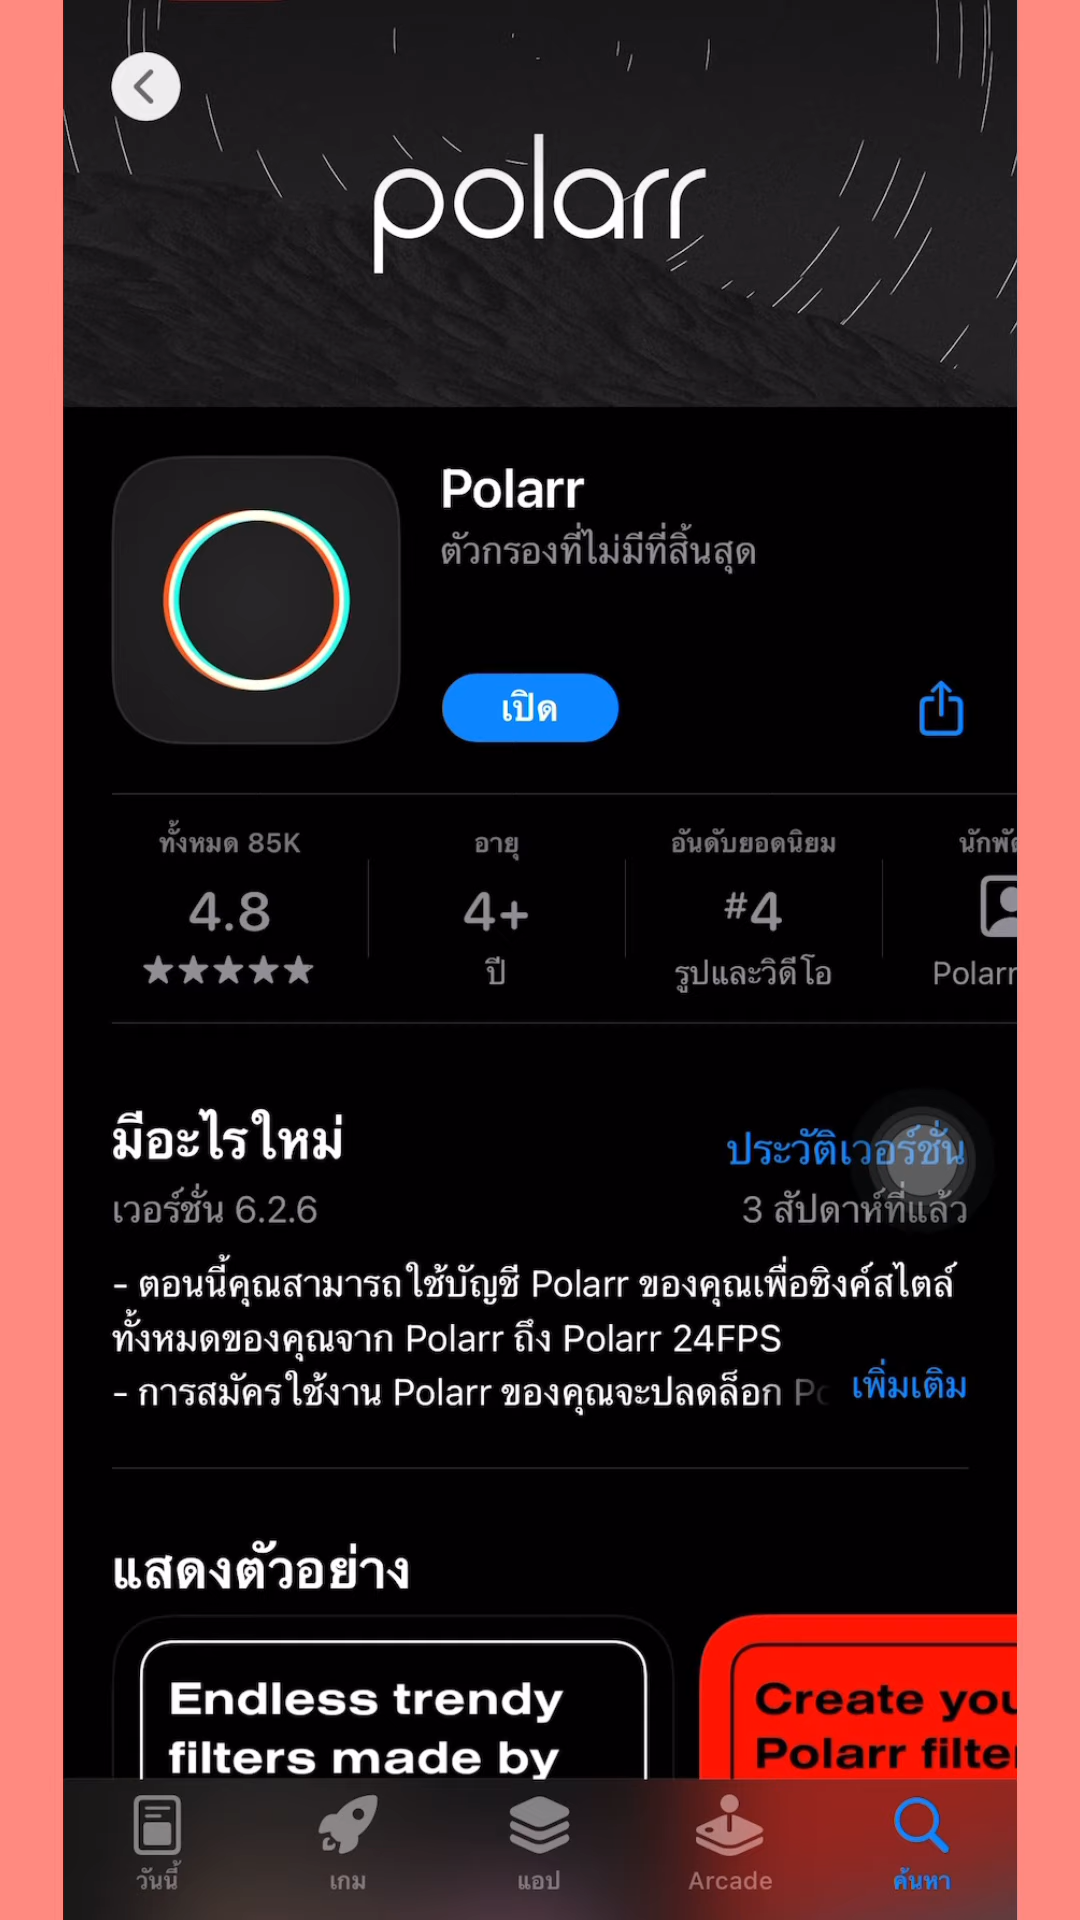 polarr
Polarr
ตัวกรองที่ไม่มีที่สิ้นสุด
เปิด
ทั้งหมด 85K
4.8
อายุ
4+
ปี
อันดับยอดนิยม
#4
รูปและวิดีโอ
Polarr
มีอะไรใหม่
ประวัติเวอร์ชั่น
เวอร์ชั่น 6.2.6
3 สัปดาห์ที่แล้ว
- ตอนนี้คุณสามารถใช้บัญชี Polarr ของคุณเพื่อซิงค์สไตล์
ทั้งหมดของคุณจาก Polarr ถึง Polarr 24FPS
- การสมัครใช้งาน Polarr ของคุณจะปลดล็อก
เพิ่มเติม
แสดงตัวอย่าง
Endless trendy
filters made by
Create
Polarr
วันนี้
เกม
แอป
Arcade
ค้นหา